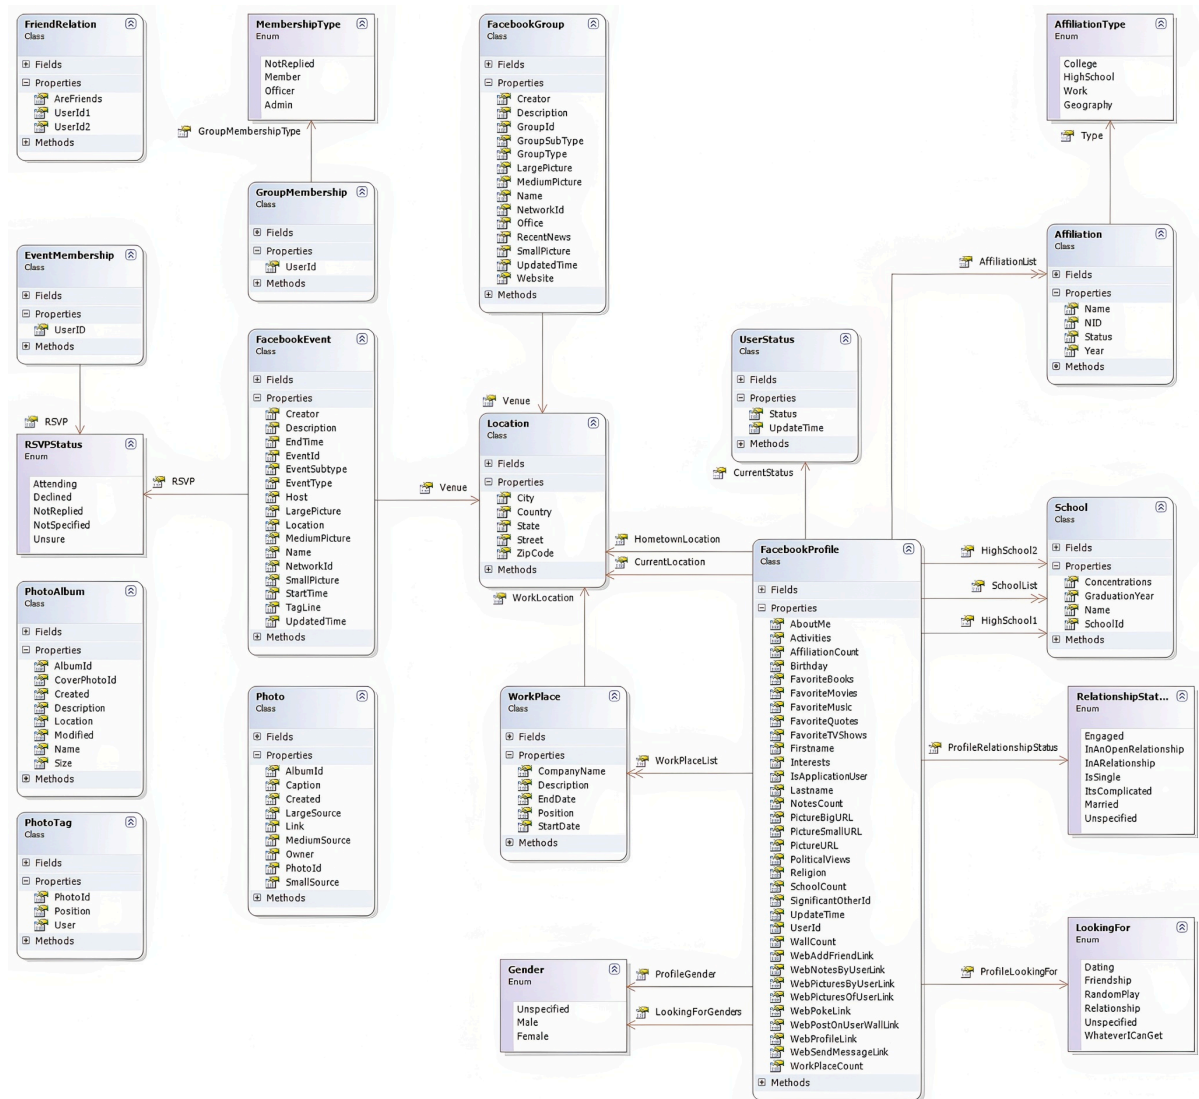 FriendRelation
Class
Fields
Properties
AreFriends
UserId1
UserId2
Methods
MembershipType
Enum
NotReplied
Member
Officer
Admin
GroupMembershipType
GroupMembership
Class
Fields
Properties
UserId
Methods
FacebookGroup
Class
Fields
Properties
Creator
Description
GroupId
GroupSubType
GroupType
LargePicture
MediumPicture
Name
NetworkId
Office
RecentNews
SmallPicture
UpdatedTime
Website
Methods
AffiliationType
Enum
College
HighSchool
Work
Geography
Type
Affiliation
Class
Fields
Properties
Name
NID
Status
Year
Methods
AffiliationList
EventMembership
Class
Fields
Properties
UserID
Methods
RSVP
RSVPStatus
Enum
Attending
Declined
NotReplied
NotSpecified
Unsure
RSVP
FacebookEvent
Class
Fields
Properties
Creator
Description
EndTime
EventId
EventSubtype
EventType
Host
LargePicture
Location
MediumPicture
Name
NetworkId
SmallPicture
StartTime
TagLine
UpdatedTime
Methods
Venue
Venue
Location
Class
Fields
Properties
City
Country
State
Street
ZipCode
Methods
WorkLocation
UserStatus
Class
Fields
Properties
Status
UpdateTime
Methods
CurrentStatus
HometownLocation
CurrentLocation
FacebookProfile
Class
Fields
Properties
AboutMe
Activities
AffiliationCount
Birthday
FavoriteBooks
FavoriteMovies
FavoriteMusic
FavoriteQuotes
FavoriteTVShows
Firstname
Interests
IsApplicationUser
Lastname
NotesCount
PictureBigURL
PictureSmallURL
PictureURL
PoliticalViews
Religion
SchoolCount
SignificantOtherId
UpdateTime
UserId
WallCount
WebAddFriendLink
WebNotesByUserLink
WebPicturesByUserLink
WebPicturesOfUserLink
WebPokeLink
WebPostOnUserWallLink
WebProfileLink
WebSendMessageLink
WorkPlaceCount
Methods
HighSchool2
SchoolList
HighSchool1
School
Class
Fields
Properties
Concentrations
GraduationYear
Name
SchoolId
Methods
PhotoAlbum
Class
Fields
Properties
AlbumId
CoverPhotoId
Created
Description
Location
Modified
Name
Size
Methods
Photo
Class
Fields
Properties
AlbumId
Caption
Created
LargeSource
Link
MediumSource
Owner
PhotoId
SmallSource
Methods
WorkPlace
Class
Fields
Properties
CompanyName
Description
EndDate
Position
StartDate
Methods
WorkPlaceList
ProfileRelationshipStatus
RelationshipStat...
Enum
Engaged
InAnOpenRelationship
InARelationship
IsSingle
ItsComplicated
Married
Unspecified
PhotoTag
Class
Fields
Properties
PhotoId
Position
User
Methods
Gender
Enum
Unspecified
Male
Female
ProfileGender
LookingForGenders
ProfileLookingFor
LookingFor
Enum
Dating
Friendship
RandomPlay
Relationship
Unspecified
WhateverICanGet